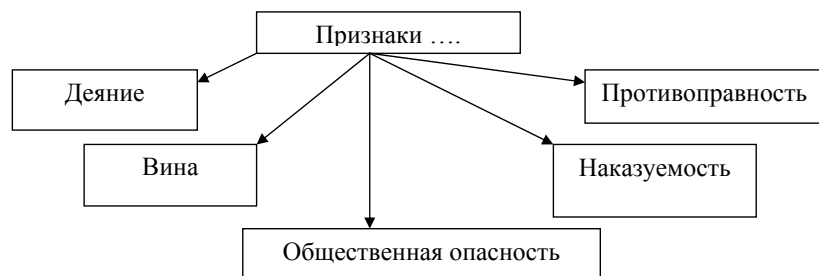 Признаки ….
Деяние
Противоправность
Вина
Наказуемость
Общественная опасность